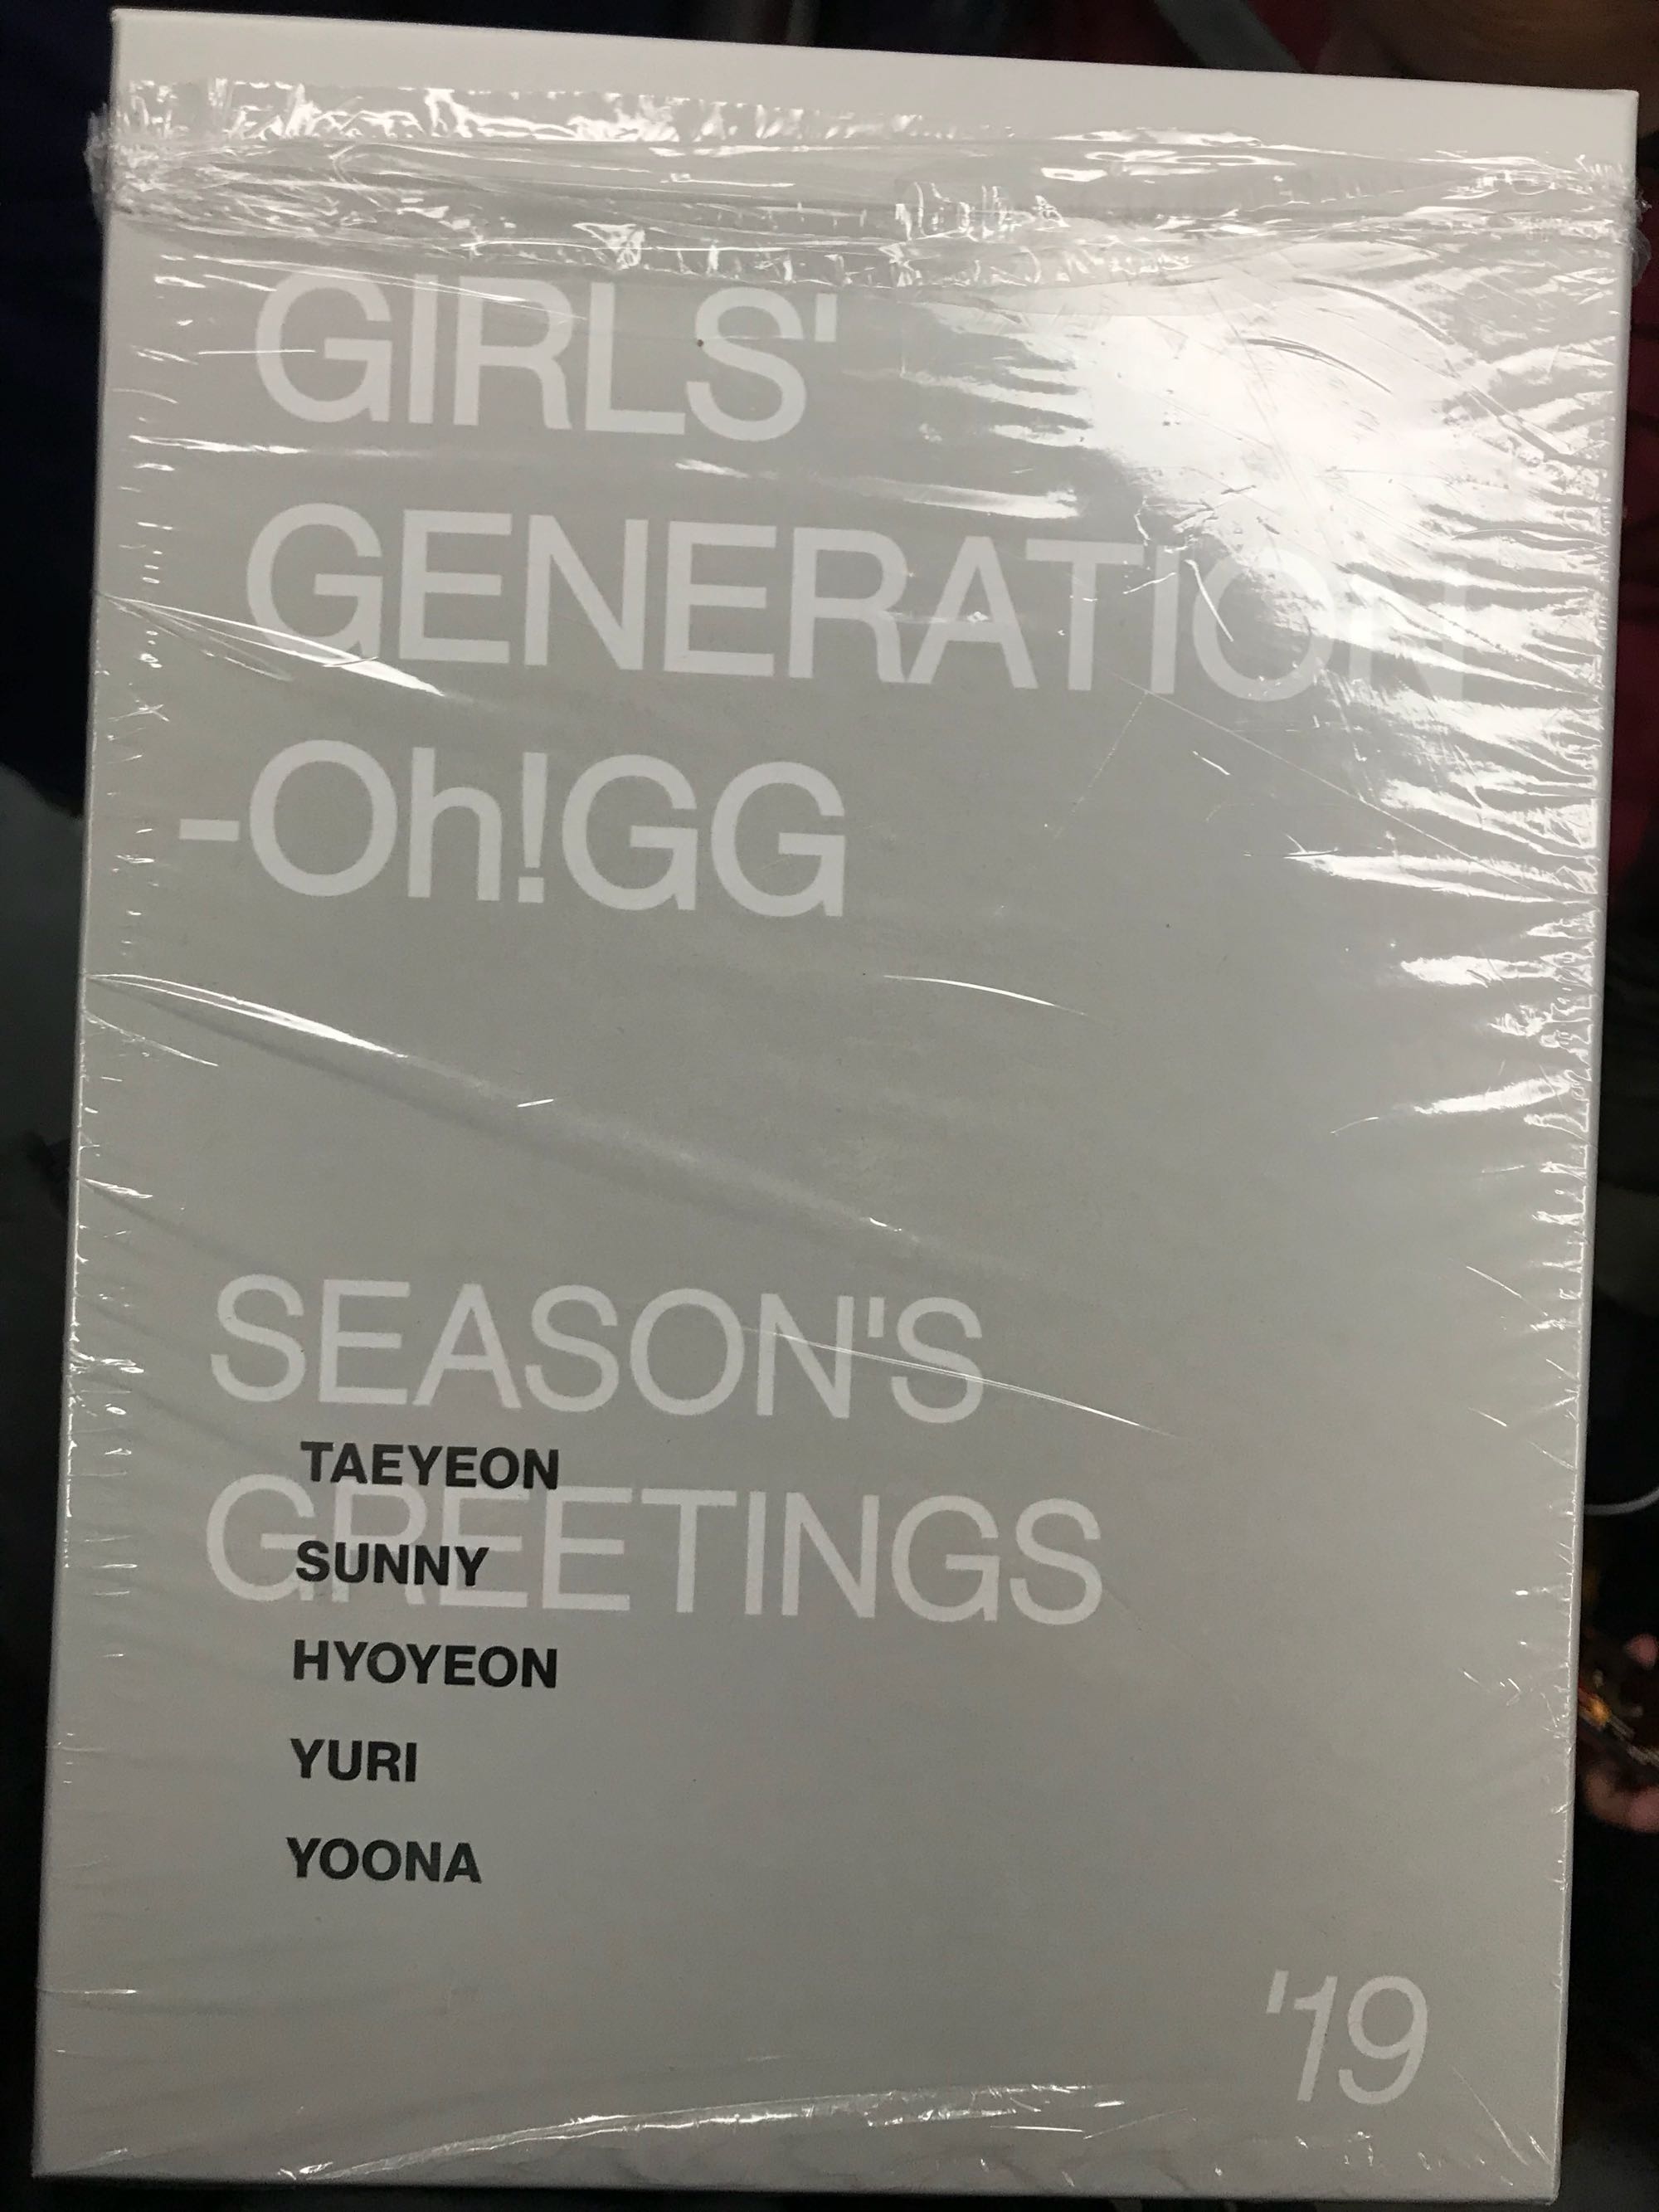 GIRLS'
GENERATION
-Oh!GG
SEASON'S
TAEYEON
GREETINGS
SUNNY
HYOYEON
YURI
YOONA
'19